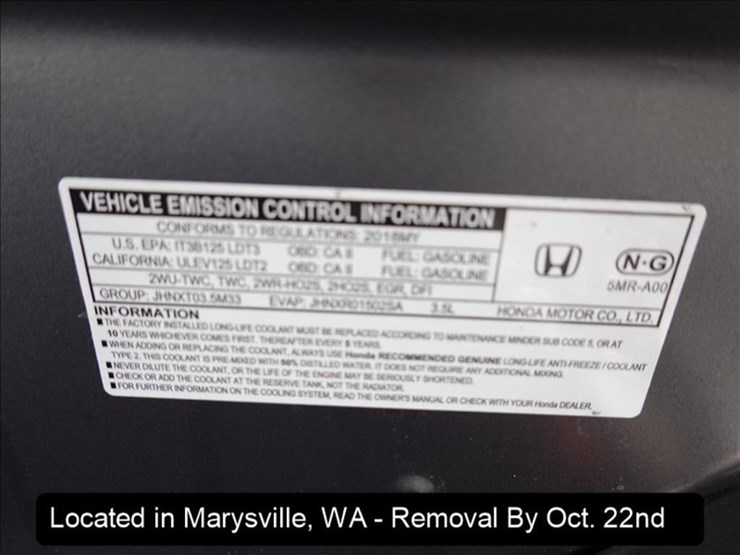 VEHICLE EMISSION CONTROL INFORMATION
CONFORMS TO REGULATIONS: 2018MY
U.S. EPA: IT3B125 LDT3 OBD: CA II FUEL: GASOLINE
CALIFORNIA: ULEV125 LDT2 OBD: CA II FUEL: GASOLINE
2WU-TWC, TWC, 2WR-HO2S, 2HO2S, EGR, DFI
GROUP: JHNXT03.5M33 EVAP: 3.5L HONDA MOTOR CO., LTD.
N·G
5MR-A00
INFORMATION
■THE FACTORY INSTALLED LONG-LIFE COOLANT MUST BE REPLACED ACCORDING TO MAINTENANCE MINDER SUB CODE 5, OR AT
10 YEARS WHICHEVER COMES FIRST. THEREAFTER EVERY 5 YEARS.
■WHEN ADDING OR REPLACING THE COOLANT, ALWAYS USE Honda RECOMMENDED GENUINE LONG-LIFE ANTI-FREEZE / COOLANT
TYPE 2. THIS COOLANT IS PRE-MIXED WITH 50% DISTILLED WATER. IT DOES NOT REQUIRE ANY ADDITIONAL MIXING.
■NEVER DILUTE THE COOLANT, OR THE LIFE OF THE ENGINE MAY BE SERIOUSLY SHORTENED.
■CHECK OR ADD THE COOLANT AT THE RESERVE TANK, NOT THE RADIATOR.
■FOR FURTHER INFORMATION ON THE COOLING SYSTEM, READ THE OWNER'S MANUAL OR CHECK WITH YOUR Honda DEALER.
Located in Marysville, WA - Removal By Oct. 22nd